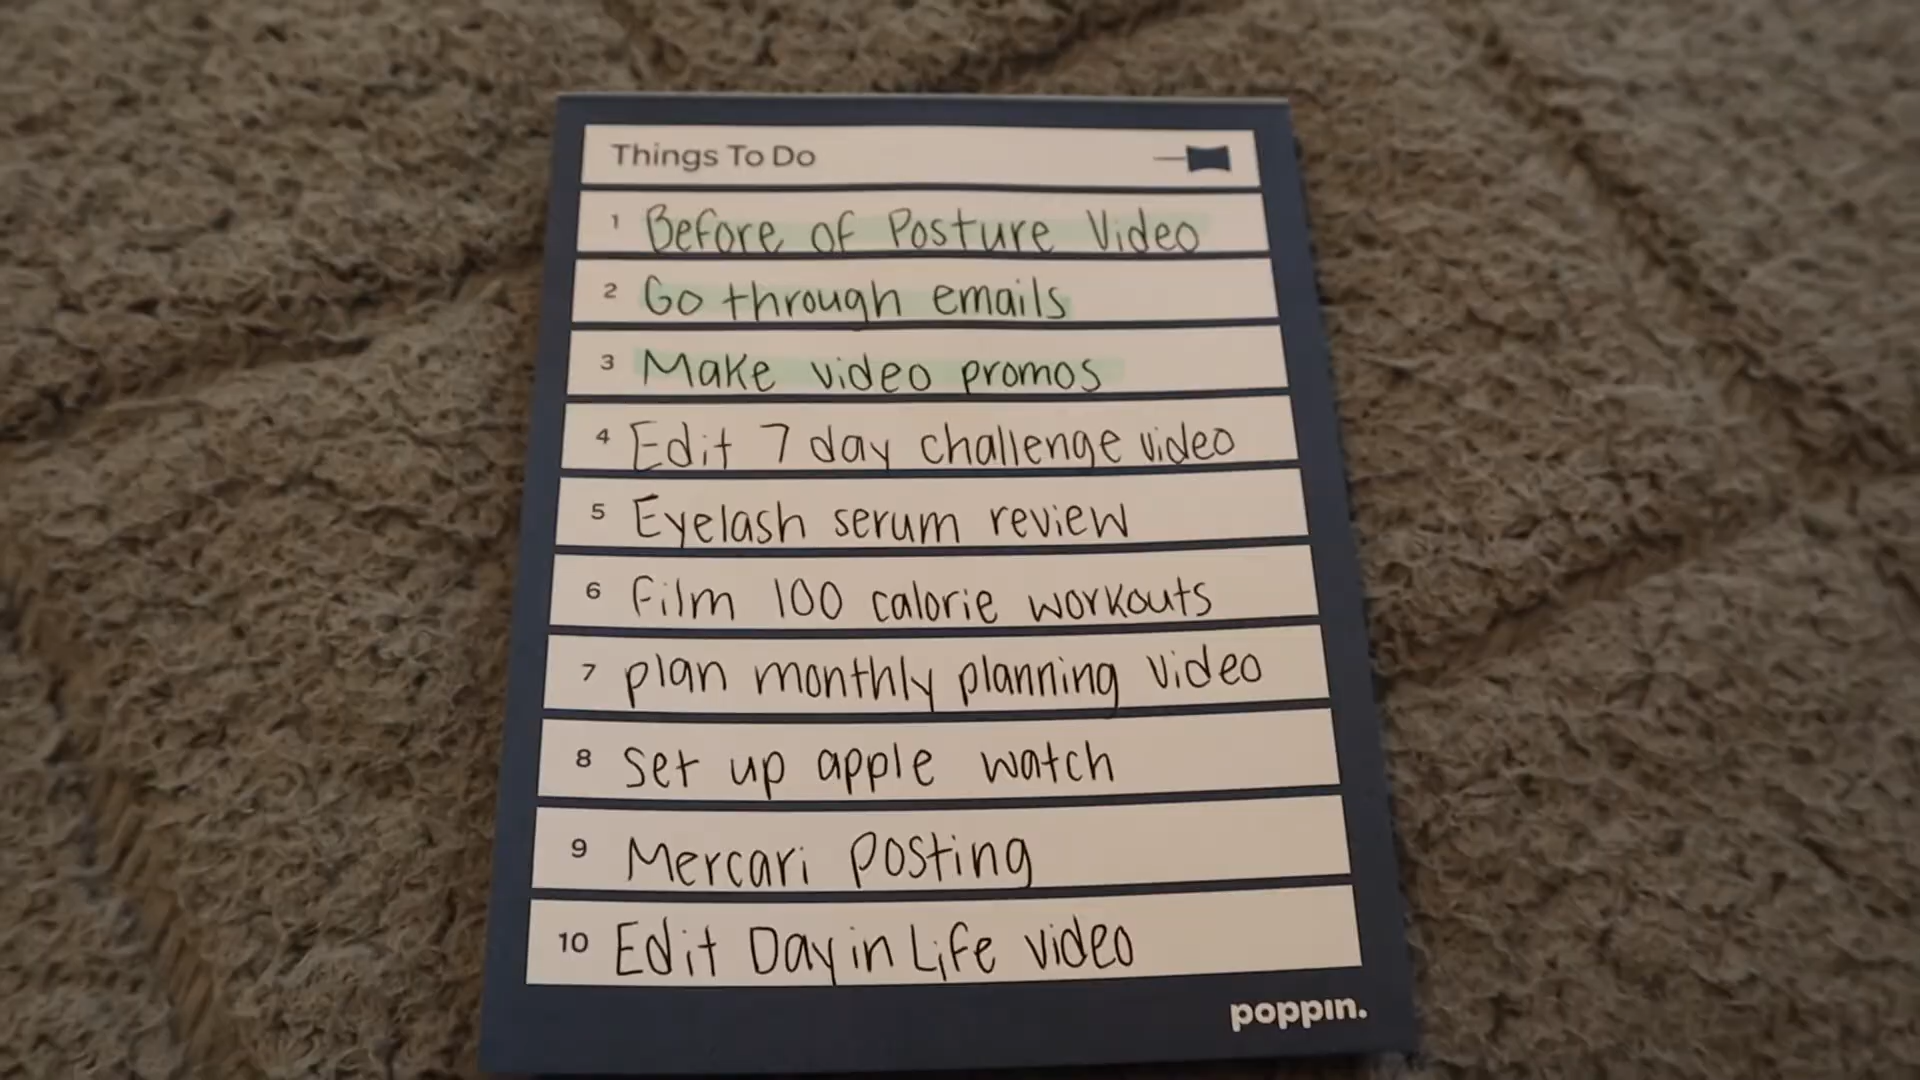 Things To Do
1 Before of Posture Video
2 Go through emails
3 Make video promos
4 Edit 7 day challenge video
5 Eyelash serum review
6 Film 100 calorie workouts
7 plan monthly planning video
8 set up apple watch
9 Mercari posting
10 Edit Day in Life video
poppin.